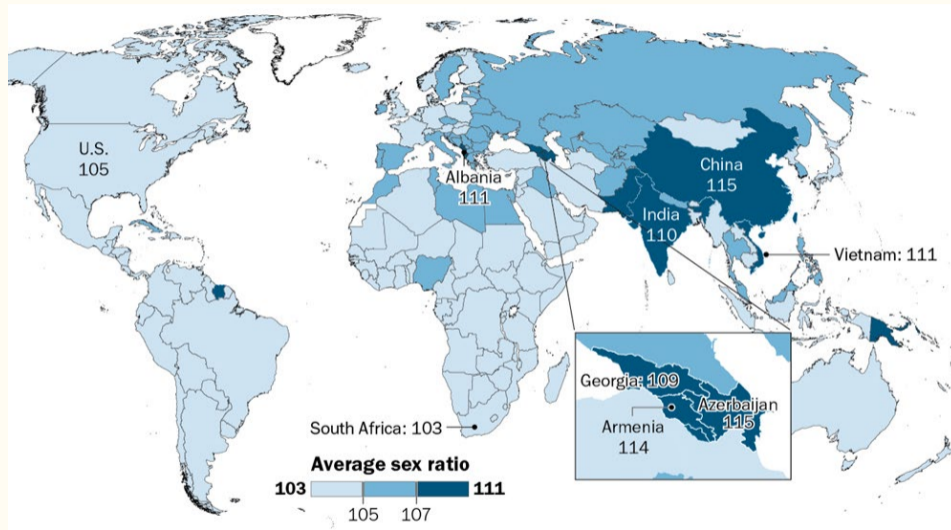 U.S.
105
Albania
111
China
115
India
110
Vietnam: 111
Georgia: 109
Azerbaijan
115
Armenia
114
South Africa: 103
Average sex ratio
103 111
105 107